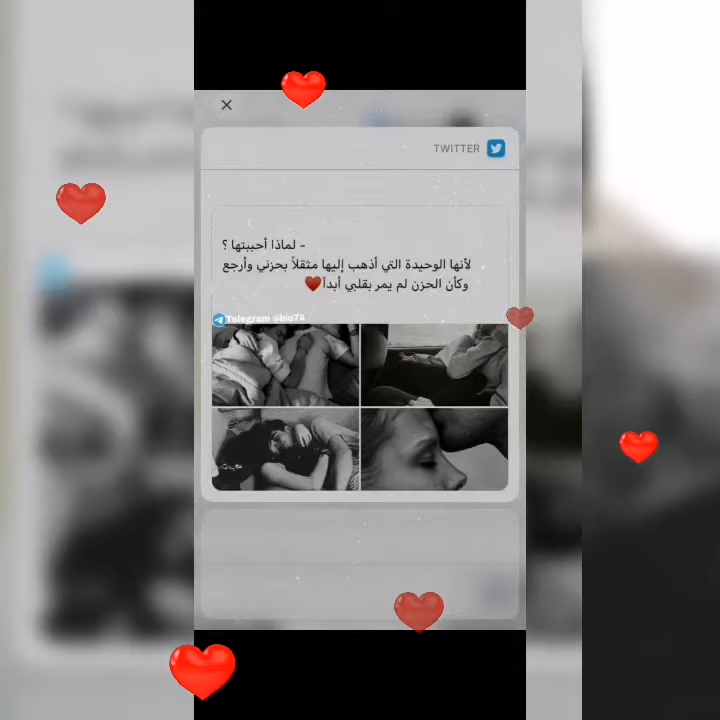 TWITTER
- لماذا أحببتها ؟
لأنها الوحيدة التي أذهب إليها مثقلاً بحزني وأرجع
وكأن الحزن لم يمر بقلبي أبداً♥
Telegram @bio74